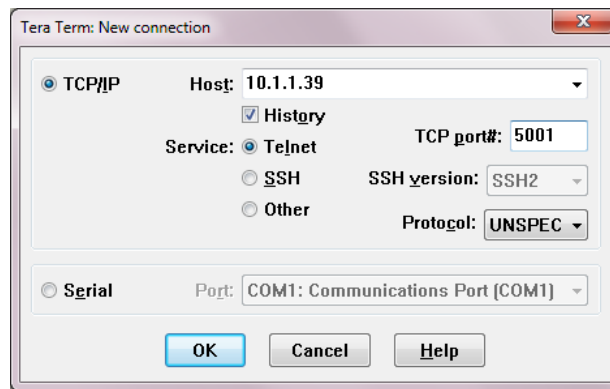 Tera Term: New connection
TCP/IP Host: 10.1.1.39
History
Service: Telnet TCP port#: 5001
SSH SSH version: SSH2
Other Protocol: UNSPEC
Serial Port: COM1: Communications Port (COM1)
OK Cancel Help